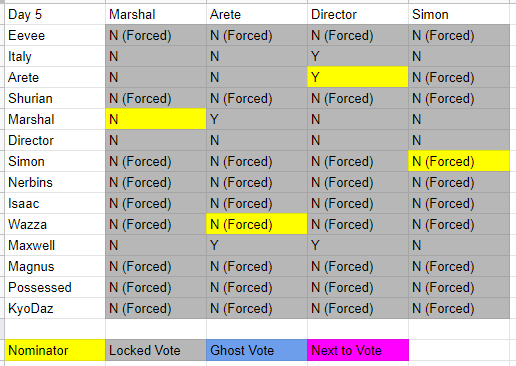 Day 5 Marshal Arete Director Simon
Eevee N (Forced) N (Forced) N (Forced) N (Forced)
Italy N N Y N
Arete N N Y N (Forced)
Shurian N (Forced) N (Forced) N (Forced) N (Forced)
Marshal N Y N N
Director N N N N
Simon N (Forced) N (Forced) N (Forced) N (Forced)
Nerbins N (Forced) N (Forced) N (Forced) N (Forced)
Isaac N (Forced) N (Forced) N (Forced) N (Forced)
Wazza N (Forced) N (Forced) N (Forced) N (Forced)
Maxwell N Y Y N
Magnus N (Forced) N (Forced) N (Forced) N (Forced)
Possessed N (Forced) N (Forced) N (Forced) N (Forced)
KyoDaz N (Forced) N (Forced) N (Forced) N (Forced)
Nominator Locked Vote Ghost Vote Next to Vote